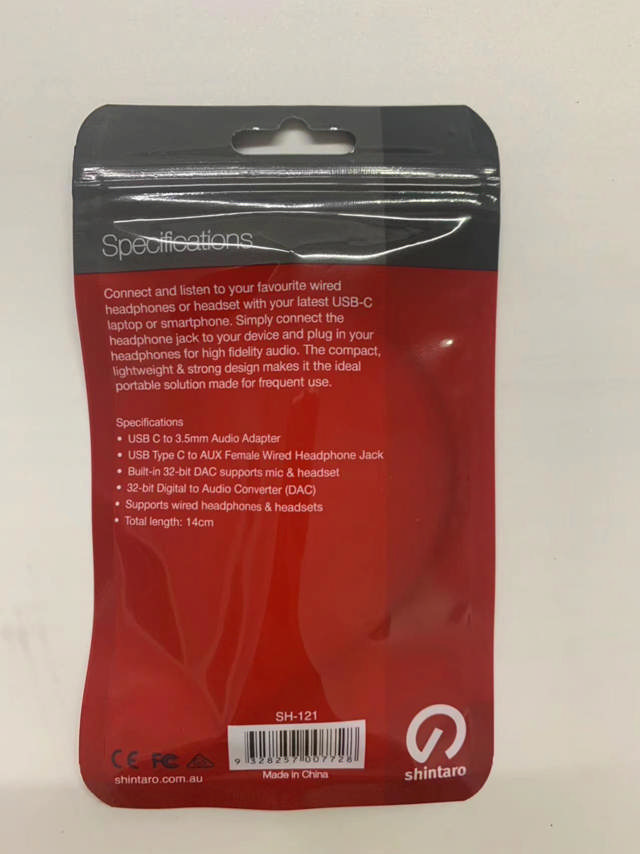 Specifications
Connect and listen to your favourite wired
headphones or headset with your latest USB-C
laptop or smartphone. Simply connect the
headphone jack to your device and plug in your
headphones for high fidelity audio. The compact,
lightweight & strong design makes it the ideal
portable solution made for frequent use.
Specifications
• USB C to 3.5mm Audio Adapter
• USB Type C to AUX Female Wired Headphone Jack
• Built-in 32-bit DAC supports mic & headset
• 32-bit Digital to Audio Converter (DAC)
• Supports wired headphones & headsets
• Total length: 14cm
SH-121
9 328257 007728
CE FC
shintaro.com.au
Made in China
shintaro